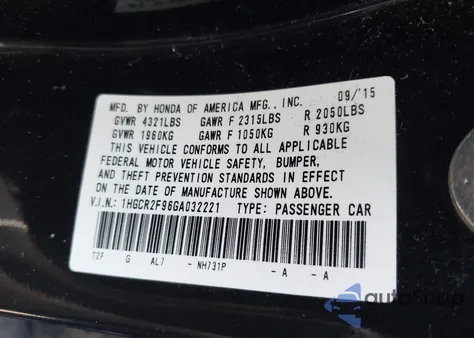 MFD. BY HONDA OF AMERICA MFG., INC. 09/15
GVWR 4321LBS GAWR F 2315LBS R 2050LBS
GVWR 1960KG GAWR F 1050KG R 930KG
THIS VEHICLE CONFORMS TO ALL APPLICABLE
FEDERAL MOTOR VEHICLE SAFETY, BUMPER,
AND THEFT PREVENTION STANDARDS IN EFFECT
ON THE DATE OF MANUFACTURE SHOWN ABOVE.
V.I.N.: 1HGCR2F96GA032221 TYPE: PASSENGER CAR
T2F G AL7 - NH731P - A - A
autoSnap